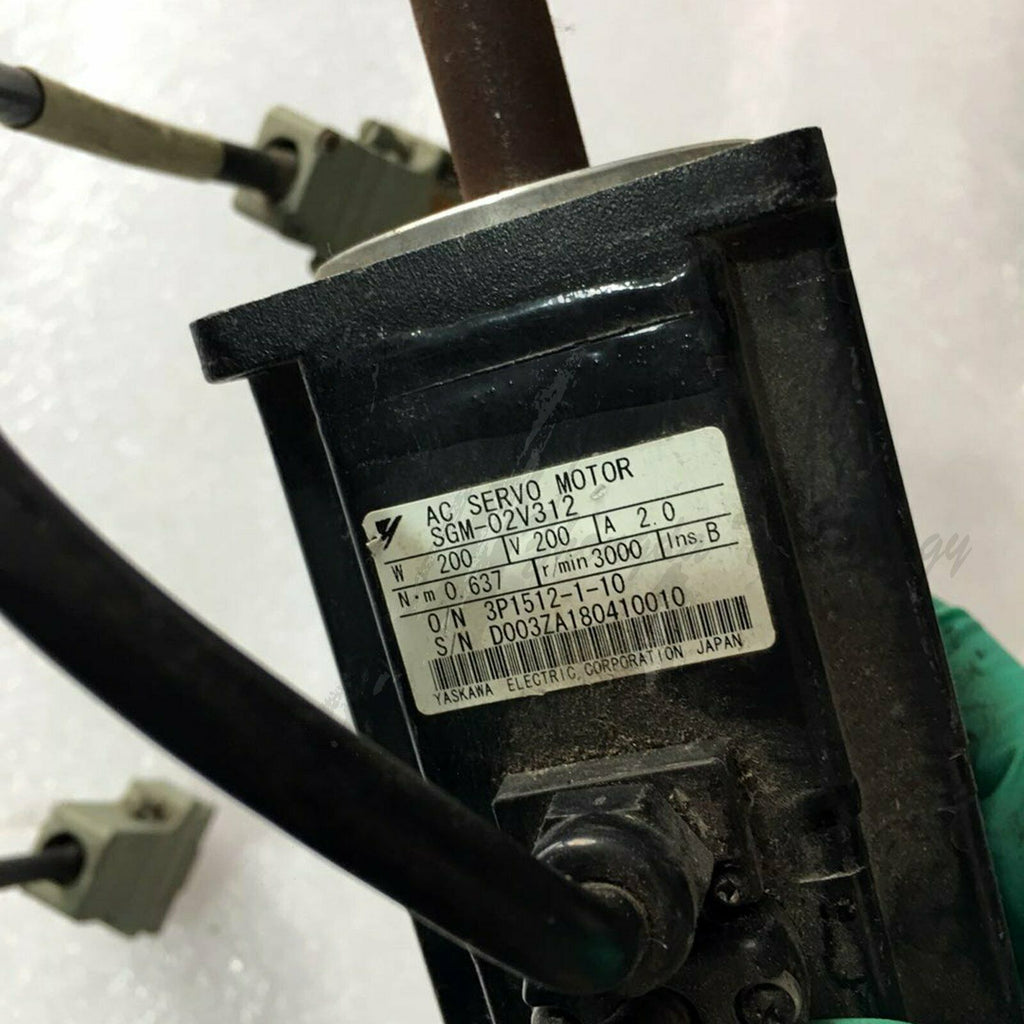 AC SERVO MOTOR
SGM-02V312
W 200 V 200 A 2.0
N·m 0.637 r/min 3000 Ins. B
O/N 3P1512-1-10
S/N D003ZA180410010
YASKAWA ELECTRIC CORPORATION JAPAN